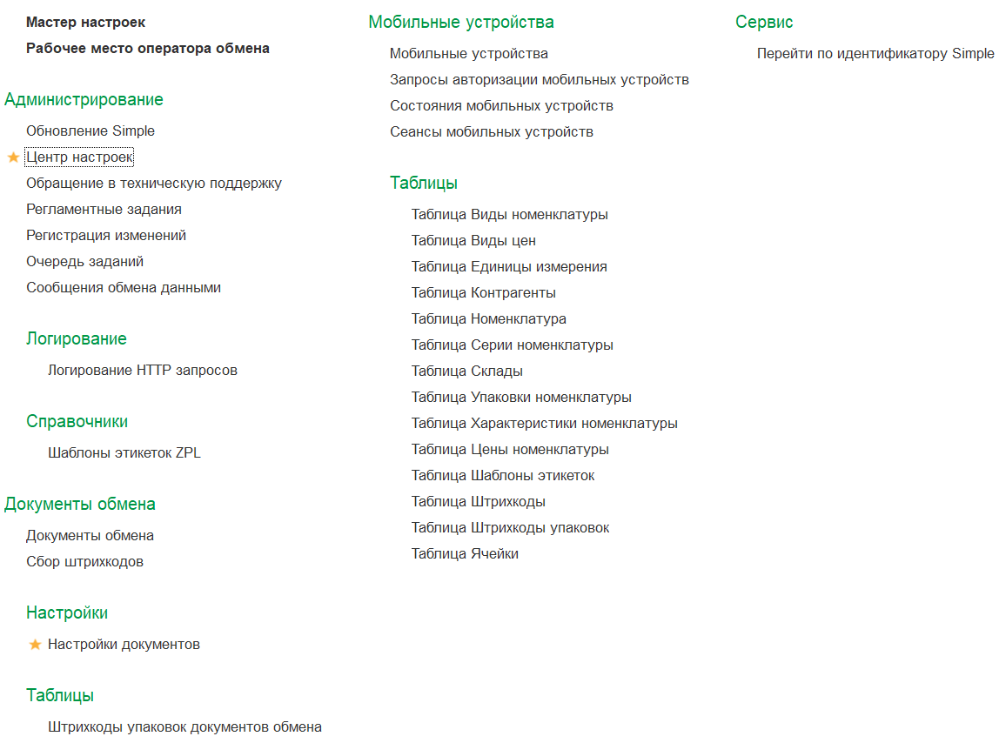 Мастер настроек
Рабочее место оператора обмена
Администрирование
Обновление Simple
Центр настроек
Обращение в техническую поддержку
Регламентные задания
Регистрация изменений
Очередь заданий
Сообщения обмена данными
Логирование
Логирование HTTP запросов
Справочники
Шаблоны этикеток ZPL
Документы обмена
Документы обмена
Сбор штрихкодов
Настройки
Настройки документов
Таблицы
Штрихкоды упаковок документов обмена
Мобильные устройства
Мобильные устройства
Запросы авторизации мобильных устройств
Состояния мобильных устройств
Сеансы мобильных устройств
Таблицы
Таблица Виды номенклатуры
Таблица Виды цен
Таблица Единицы измерения
Таблица Контрагенты
Таблица Номенклатура
Таблица Серии номенклатуры
Таблица Склады
Таблица Упаковки номенклатуры
Таблица Характеристики номенклатуры
Таблица Цены номенклатуры
Таблица Шаблоны этикеток
Таблица Штрихкоды
Таблица Штрихкоды упаковок
Таблица Ячейки
Сервис
Перейти по идентификатору Simple